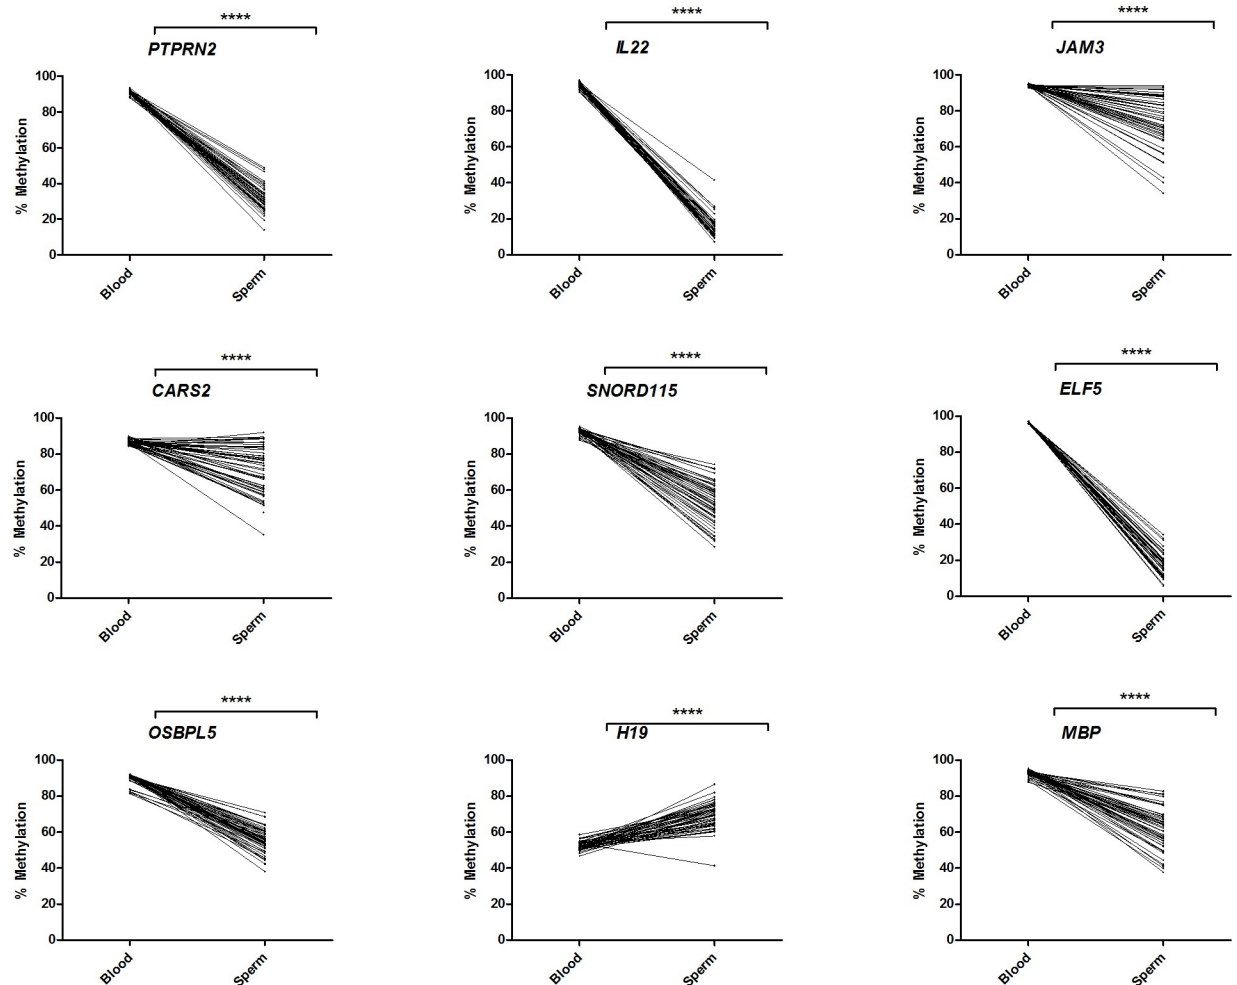 ****
PTPRN2
% Methylation
100
80
60
40
20
0
Blood
Sperm
****
IL22
% Methylation
100
80
60
40
20
0
Blood
Sperm
****
JAM3
% Methylation
100
80
60
40
20
0
Blood
Sperm
****
CARS2
% Methylation
100
80
60
40
20
0
Blood
Sperm
****
SNORD115
% Methylation
100
80
60
40
20
0
Blood
Sperm
****
ELF5
% Methylation
100
80
60
40
20
0
Blood
Sperm
****
OSBPL5
% Methylation
100
80
60
40
20
0
Blood
Sperm
****
H19
% Methylation
100
80
60
40
20
0
Blood
Sperm
****
MBP
% Methylation
100
80
60
40
20
0
Blood
Sperm